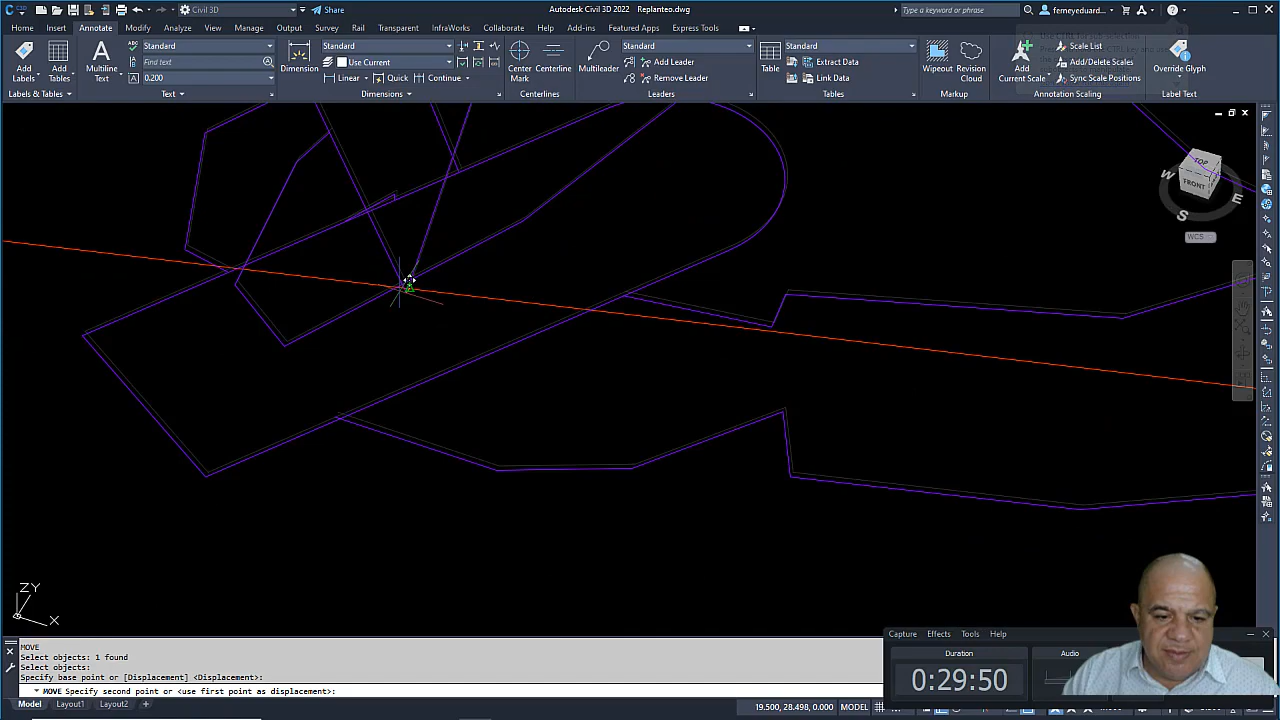 Civil 3D
Share
Autodesk Civil 3D 2022 Replanteo.dwg
Type a keyword or phrase
ferneyeduard...
Home Insert Annotate Modify Analyze View Manage Output Survey Rail Transparent InfraWorks Collaborate Help Add-ins Featured Apps Express Tools
Add Labels
Add Tables
Labels & Tables
Multiline Text
Standard
Find text
0.200
Text
Dimension
Standard
Use Current
Linear Quick Continue
Dimensions
Center Mark
Centerline
Centerlines
Multileader
Standard
Add Leader
Remove Leader
Leaders
Table
Standard
Extract Data
Link Data
Tables
Wipeout
Revision Cloud
Markup
Add Current Scale
Scale List
Add/Delete Scales
Sync Scale Positions
Annotation Scaling
Override Glyph
Label Text
TOP
FRONT
W
S
E
WCS
ZY
X
MOVE
Select objects: 1 found
Select objects:
Specify base point or [Displacement] <Displacement>:
MOVE Specify second point or <use first point as displacement>:
Model Layout1 Layout2 +
19.500, 28.498, 0.000 MODEL
Capture Effects Tools Help
Duration
Audio
0:29:50